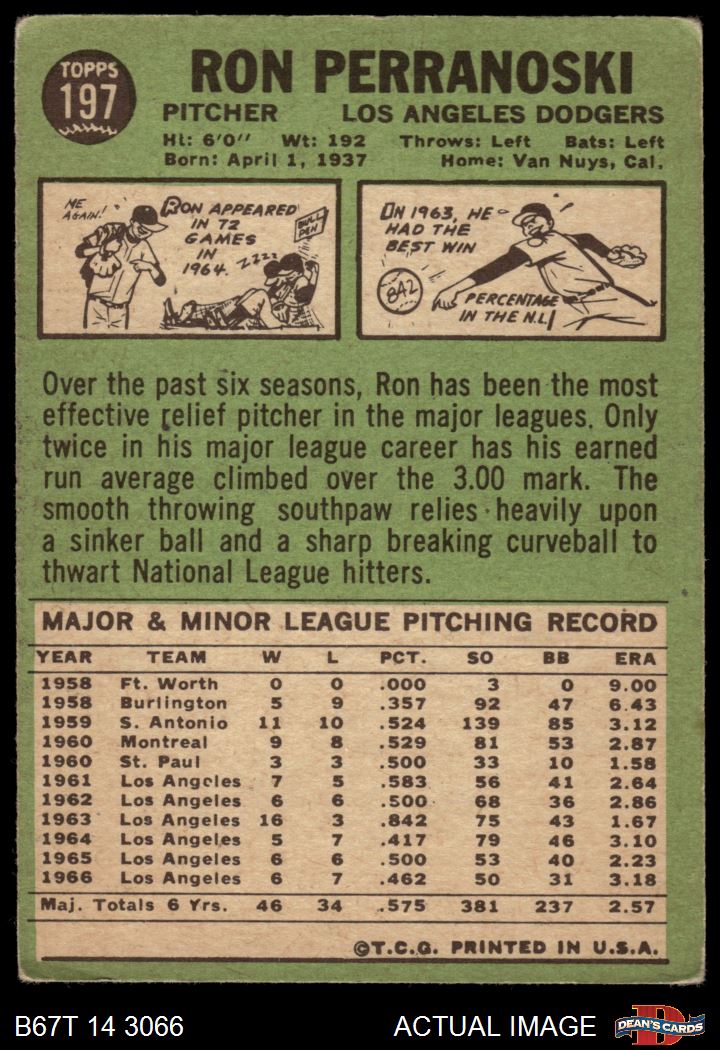 TOPPS
197
RON PERRANOSKI
PITCHER LOS ANGELES DODGERS
Ht: 6'0" Wt: 192 Throws: Left Bats: Left
Born: April 1, 1937 Home: Van Nuys, Cal.
ME AGAIN!
RON APPEARED
IN 72
GAMES
IN
1964.
ZZZZ
BULL PEN
ON 1963, HE
HAD THE
BEST WIN
842
PERCENTAGE
IN THE N.L.
Over the past six seasons, Ron has been the most
effective relief pitcher in the major leagues. Only
twice in his major league career has his earned
run average climbed over the 3.00 mark. The
smooth throwing southpaw relies heavily upon
a sinker ball and a sharp breaking curveball to
thwart National League hitters.
MAJOR & MINOR LEAGUE PITCHING RECORD
YEAR TEAM W L PCT. SO BB ERA
1958 Ft. Worth 0 0 .000 3 0 9.00
1958 Burlington 5 9 .357 92 47 6.43
1959 S. Antonio 11 10 .524 139 85 3.12
1960 Montreal 9 8 .529 81 53 2.87
1960 St. Paul 3 3 .500 33 10 1.58
1961 Los Angeles 7 5 .583 56 41 2.64
1962 Los Angeles 6 6 .500 68 36 2.86
1963 Los Angeles 16 3 .842 75 43 1.67
1964 Los Angeles 5 7 .417 79 46 3.10
1965 Los Angeles 6 6 .500 53 40 2.23
1966 Los Angeles 6 7 .462 50 31 3.18
Maj. Totals 6 Yrs. 46 34 .575 381 237 2.57
©T.C.G. PRINTED IN U.S.A.
B67T 14 3066 ACTUAL IMAGE
D
DEAN'S CARDS